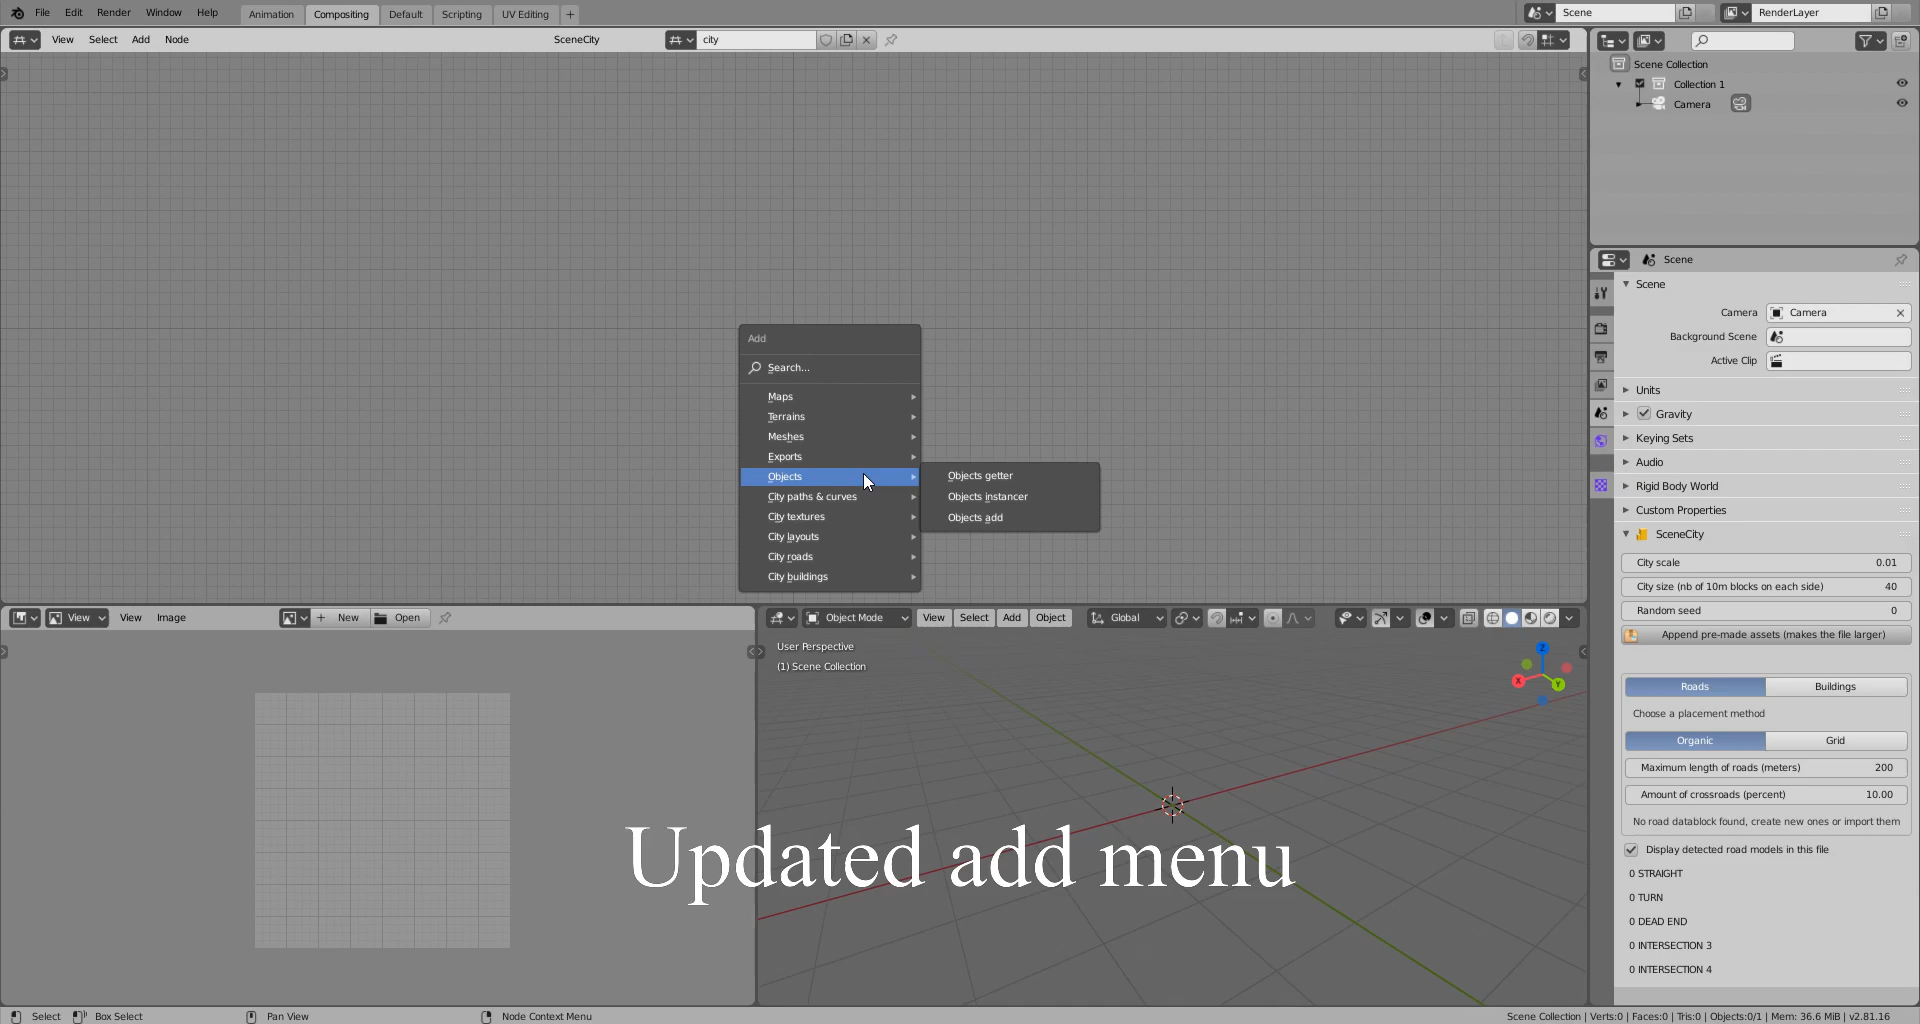 File Edit Render Window Help Animation Compositing Default Scripting UV Editing + Scene RenderLayer
View Select Add Node SceneCity city
Scene Collection
Collection 1
Camera
Scene
Scene
Camera Camera
Background Scene
Active Clip
Units
Gravity
Keying Sets
Audio
Rigid Body World
Custom Properties
SceneCity
City scale 0.01
City size (nb of 10m blocks on each side) 40
Random seed 0
Append pre-made assets (makes the file larger)
Roads Buildings
Choose a placement method
Organic Grid
Maximum length of roads (meters) 200
Amount of crossroads (percent) 10.00
No road datablock found, create new ones or import them
Display detected road models in this file
0 STRAIGHT
0 TURN
0 DEAD END
0 INTERSECTION 3
0 INTERSECTION 4
Add
Search...
Maps
Terrains
Meshes
Exports
Objects
City paths & curves
City textures
City layouts
City roads
City buildings
Objects getter
Objects instancer
Objects add
View View Image + New Open
Object Mode View Select Add Object Global
User Perspective
(1) Scene Collection
Z
X
Y
Updated add menu
Select Box Select Pan View Node Context Menu Scene Collection | Verts:0 | Faces:0 | Tris:0 | Objects:0/1 | Mem: 36.6 MiB | v2.81.16